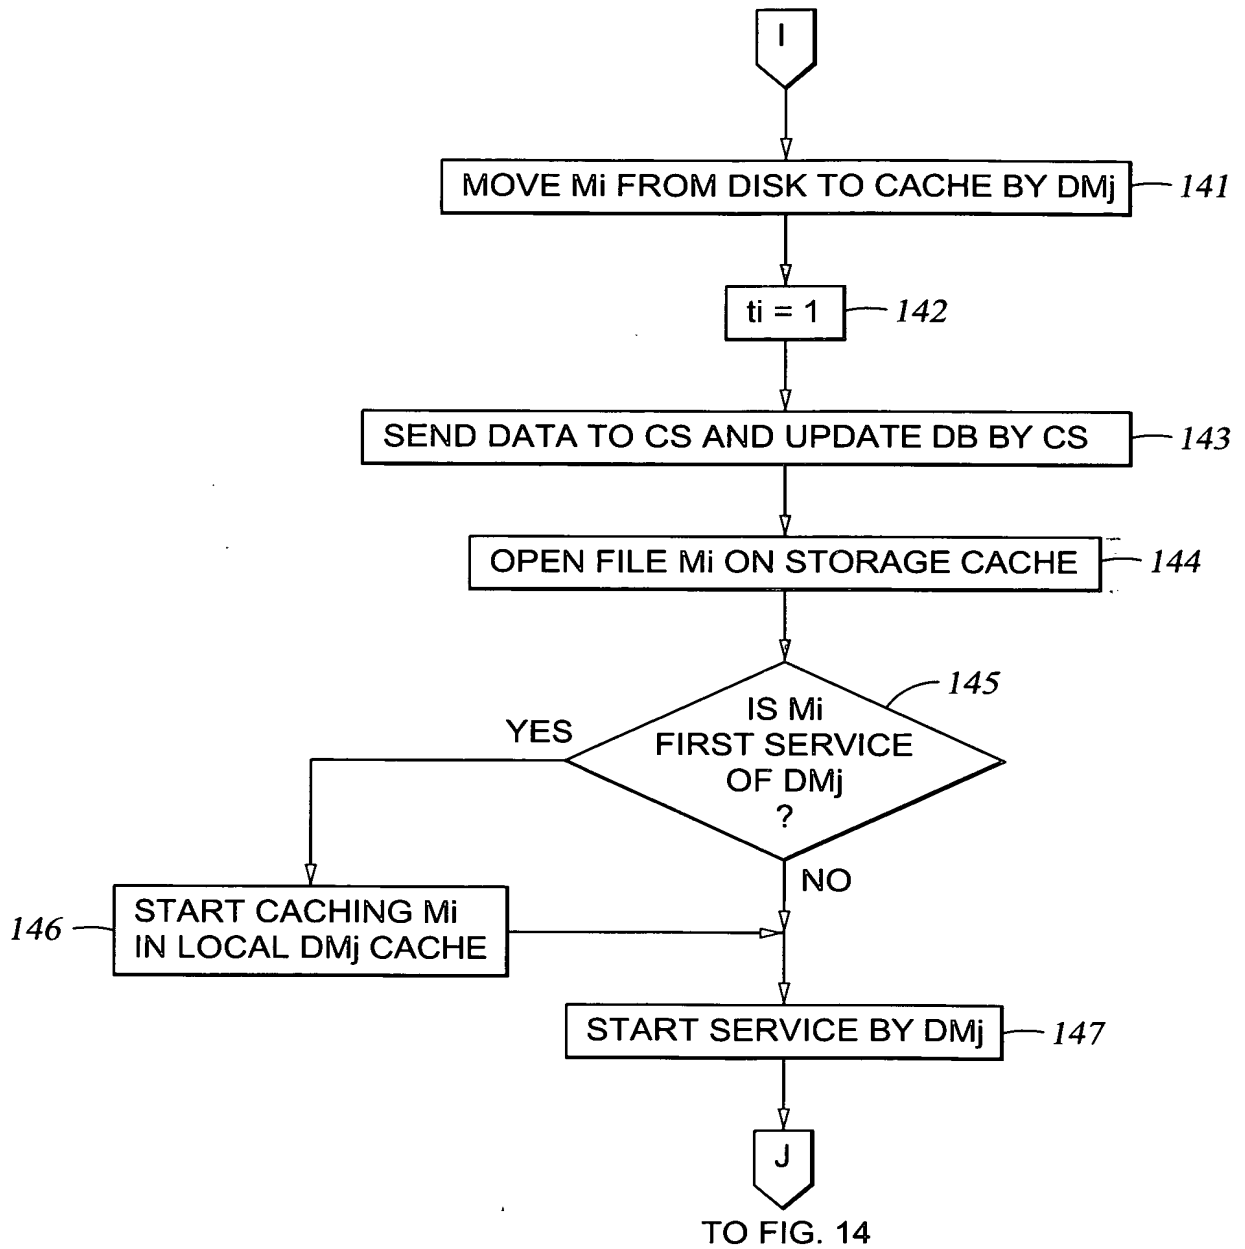 I
MOVE Mi FROM DISK TO CACHE BY DMj
141
ti = 1
142
SEND DATA TO CS AND UPDATE DB BY CS
143
OPEN FILE Mi ON STORAGE CACHE
144
145
IS Mi
FIRST SERVICE
OF DMj
?
YES
NO
146
START CACHING Mi
IN LOCAL DMj CACHE
START SERVICE BY DMj
147
J
TO FIG. 14